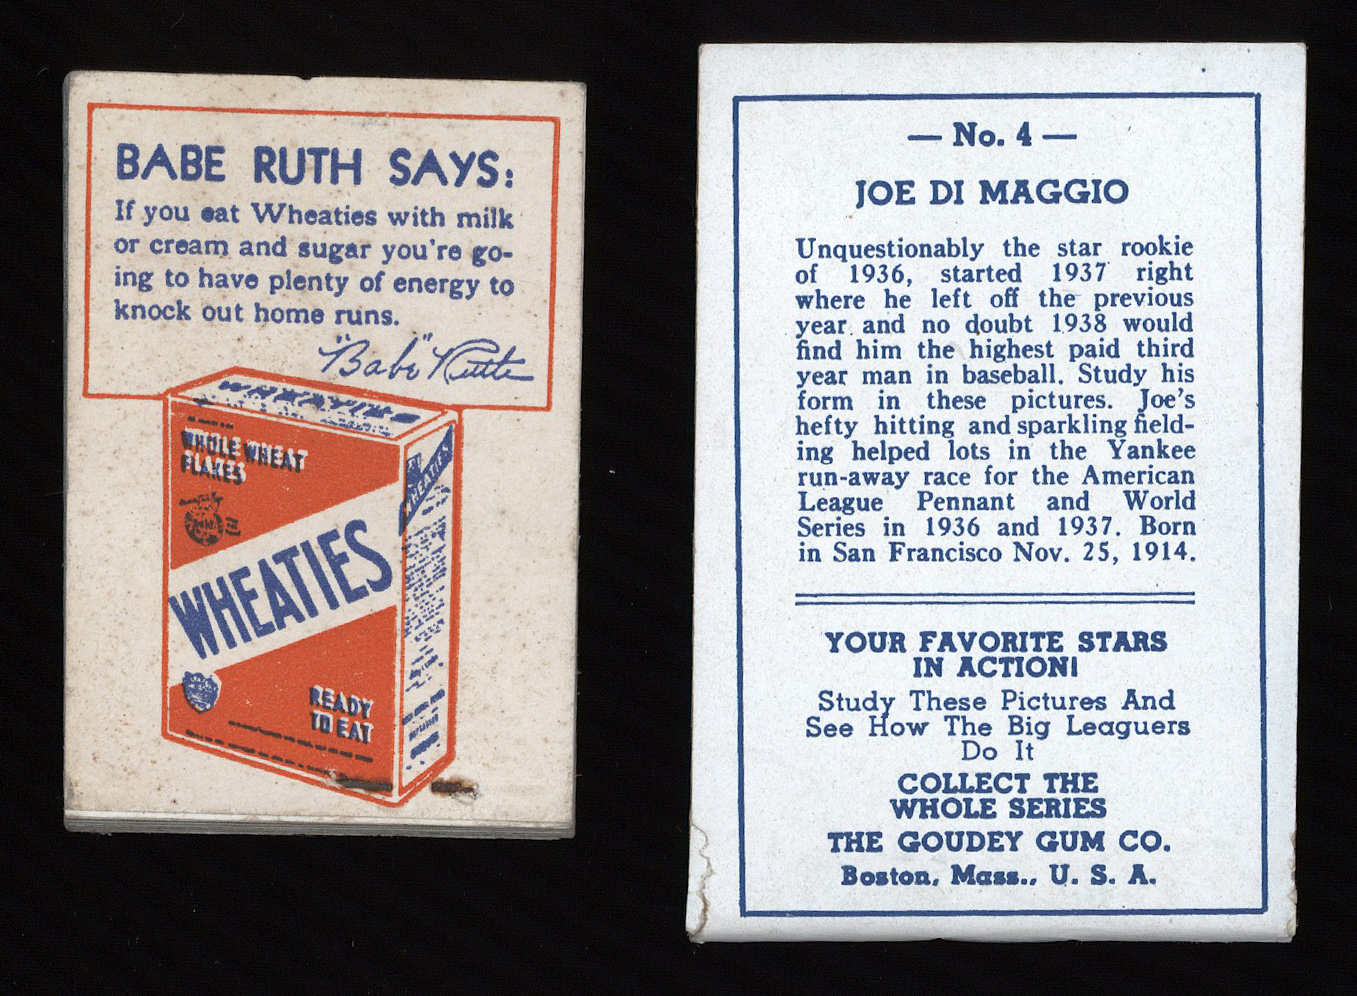 BABE RUTH SAYS:
If you eat Wheaties with milk
or cream and sugar you're go-
ing to have plenty of energy to
knock out home runs.
"Babe" Ruth
WHEATIES
WHOLE WHEAT
FLAKES
WHEATIES
WHEATIES
READY
TO EAT
— No. 4 —
JOE DI MAGGIO
Unquestionably the star rookie
of 1936, started 1937 right
where he left off the previous
year and no doubt 1938 would
find him the highest paid third
year man in baseball. Study his
form in these pictures. Joe's
hefty hitting and sparkling field-
ing helped lots in the Yankee
run-away race for the American
League Pennant and World
Series in 1936 and 1937. Born
in San Francisco Nov. 25, 1914.
YOUR FAVORITE STARS
IN ACTION!
Study These Pictures And
See How The Big Leaguers
Do It
COLLECT THE
WHOLE SERIES
THE GOUDEY GUM CO.
Boston, Mass., U. S. A.